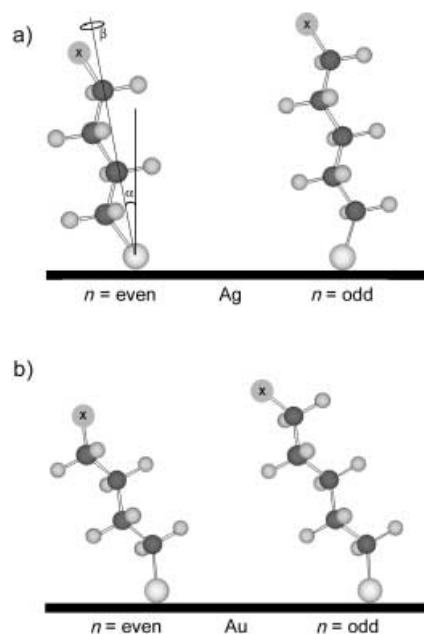 a)
β
x
x
α
n = even Ag n = odd
b)
x
x
n = even Au n = odd